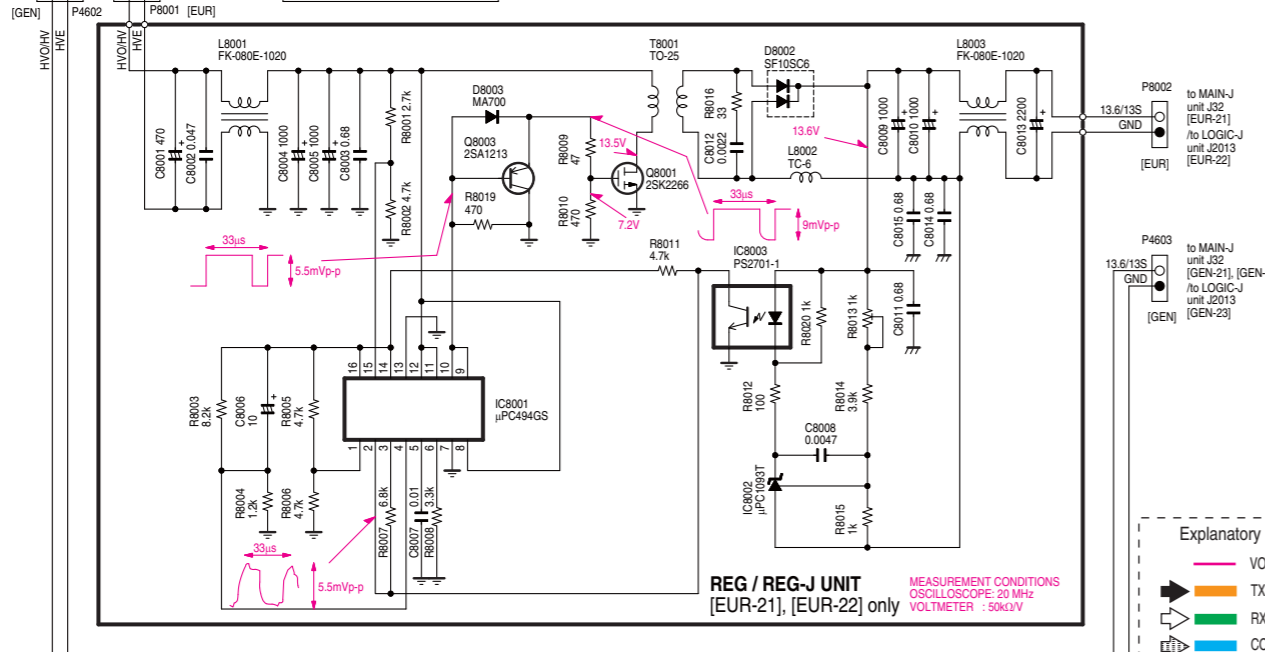 [GEN]
P4602
P8001
[EUR]
HVO/HV
HVE
HVO/HV
HVE
L8001
FK-080E-1020
T8001
TO-25
D8002
SF10SC6
L8003
FK-080E-1020
C8001 470
C8002 0.047
C8004 1000
C8005 1000
C8003 0.68
R8001 2.7k
R8002 4.7k
D8003
MA700
Q8003
2SA1213
R8019
470
R8009
47
R8010
470
13.5V
7.2V
Q8001
2SK2266
R8016
33
C8012
0.0022
13.6V
L8002
TC-6
C8009 1000
C8010 1000
C8013 2200
C8015 0.68
C8014 0.68
P8002
13.6/13S
GND
[EUR]
to MAIN-J
unit J32
[EUR-21]
/to LOGIC-J
unit J2013
[EUR-22]
33µs
5.5mVp-p
33µs
9mVp-p
R8011
4.7k
IC8003
PS2701-1
R8020 1k
R8013 1k
C8011 0.68
P4603
13.6/13S
GND
[GEN]
to MAIN-J
unit J32
[GEN-21], [GEN-
/to LOGIC-J
unit J2013
[GEN-23]
R8003
8.2k
C8006
10
R8005
4.7k
16
15
14
13
12
11
10
9
IC8001
µPC494GS
1
2
3
4
5
6
7
8
R8004
1.2k
R8006
4.7k
R8007
6.8k
C8007
0.01
R8008
3.3k
33µs
5.5mVp-p
R8012
100
R8014
3.9k
C8008
0.0047
IC8002
µPC1093T
R8015
1k
REG / REG-J UNIT
[EUR-21], [EUR-22] only
MEASUREMENT CONDITIONS
OSCILLOSCOPE: 20 MHz
VOLTMETER : 50kΩ/V
Explanatory
VO
TX
RX
CO